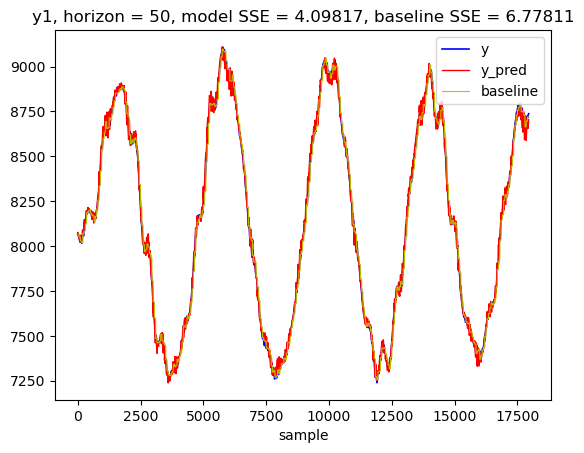 y1, horizon = 50, model SSE = 4.09817, baseline SSE = 6.77811
y
y_pred
baseline
9000
8750
8500
8250
8000
7750
7500
7250
0 2500 5000 7500 10000 12500 15000 17500
sample